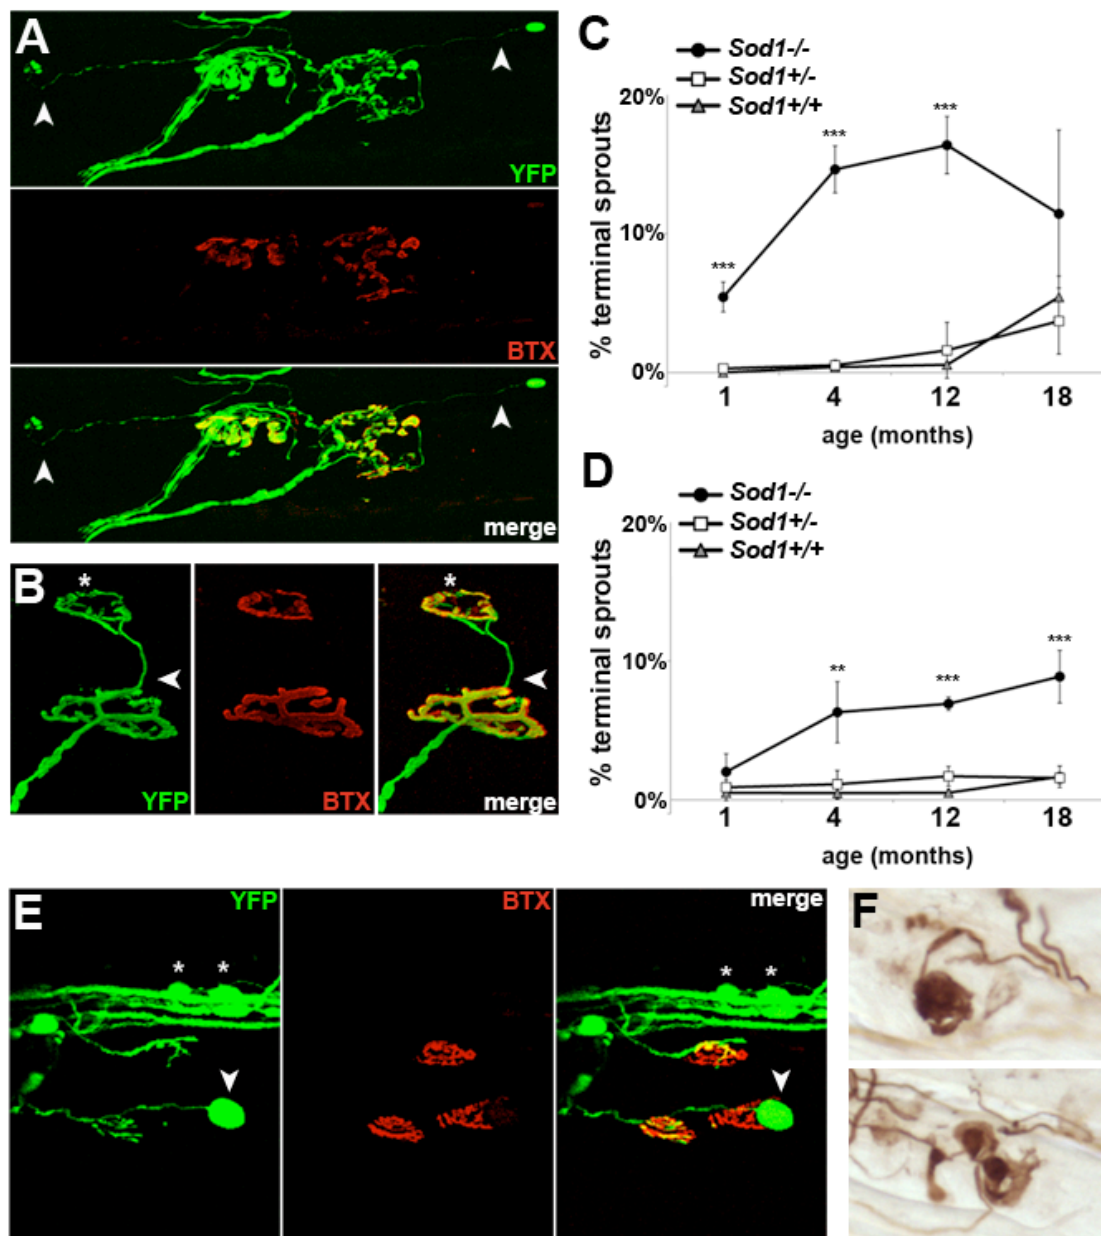 A
YFP
BTX
merge
B
*
*
YFP
BTX
merge
C
Sod1-/-
Sod1+/-
Sod1+/+
20%
10%
0%
% terminal sprouts
***
***
***
1 4 12 18
age (months)
D
Sod1-/-
Sod1+/-
Sod1+/+
20%
10%
0%
% terminal sprouts
**
***
***
1 4 12 18
age (months)
E
YFP
BTX
merge
* *
* *
F